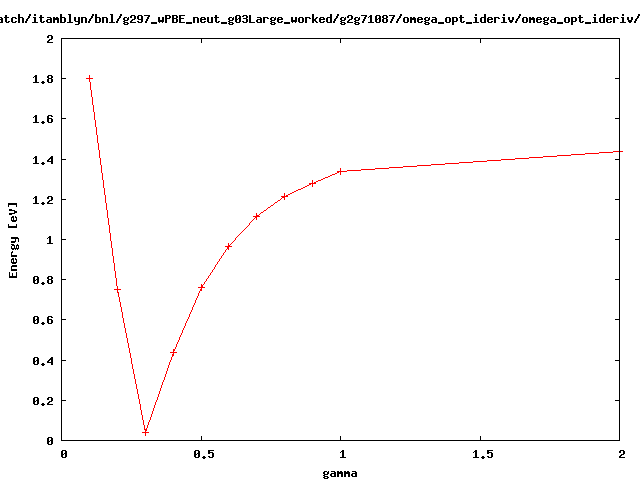 atch/itamblyn/bnl/g297_wPBE_neut_g03Large_worked/g2g71087/omega_opt_ideriv/omega_opt_ideriv/
2
1.8
1.6
1.4
1.2
1
0.8
0.6
0.4
0.2
0
Energy [eV]
0 0.5 1 1.5 2
gamma